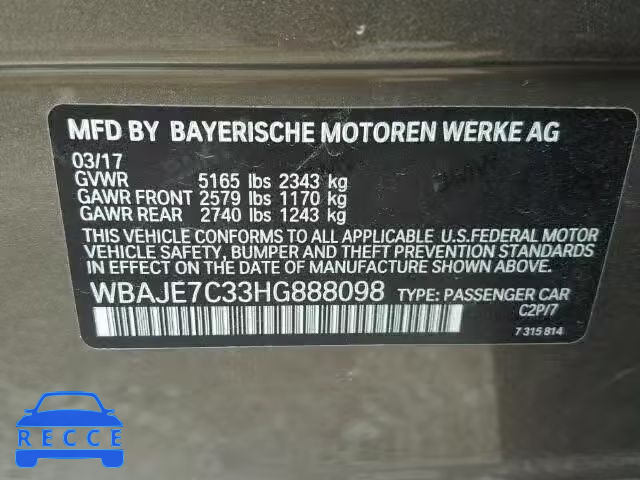 MFD BY BAYERISCHE MOTOREN WERKE AG
03/17
GVWR 5165 lbs 2343 kg
GAWR FRONT 2579 lbs 1170 kg
GAWR REAR 2740 lbs 1243 kg
THIS VEHICLE CONFORMS TO ALL APPLICABLE U.S.FEDERAL MOTOR
VEHICLE SAFETY, BUMPER AND THEFT PREVENTION STANDARDS
IN EFFECT ON THE DATE OF MANUFACTURE SHOWN ABOVE.
WBAJE7C33HG888098 TYPE: PASSENGER CAR
C2P/7
7 315 814
RECCE